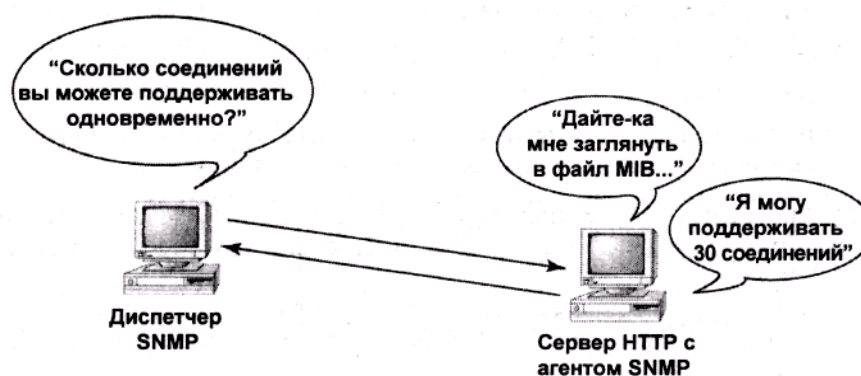 “Сколько соединений
вы можете поддерживать
одновременно?”
“Дайте-ка
мне заглянуть
в файл MIB...”
“Я могу
поддерживать
30 соединений”
Диспетчер
SNMP
Сервер HTTP с
агентом SNMP